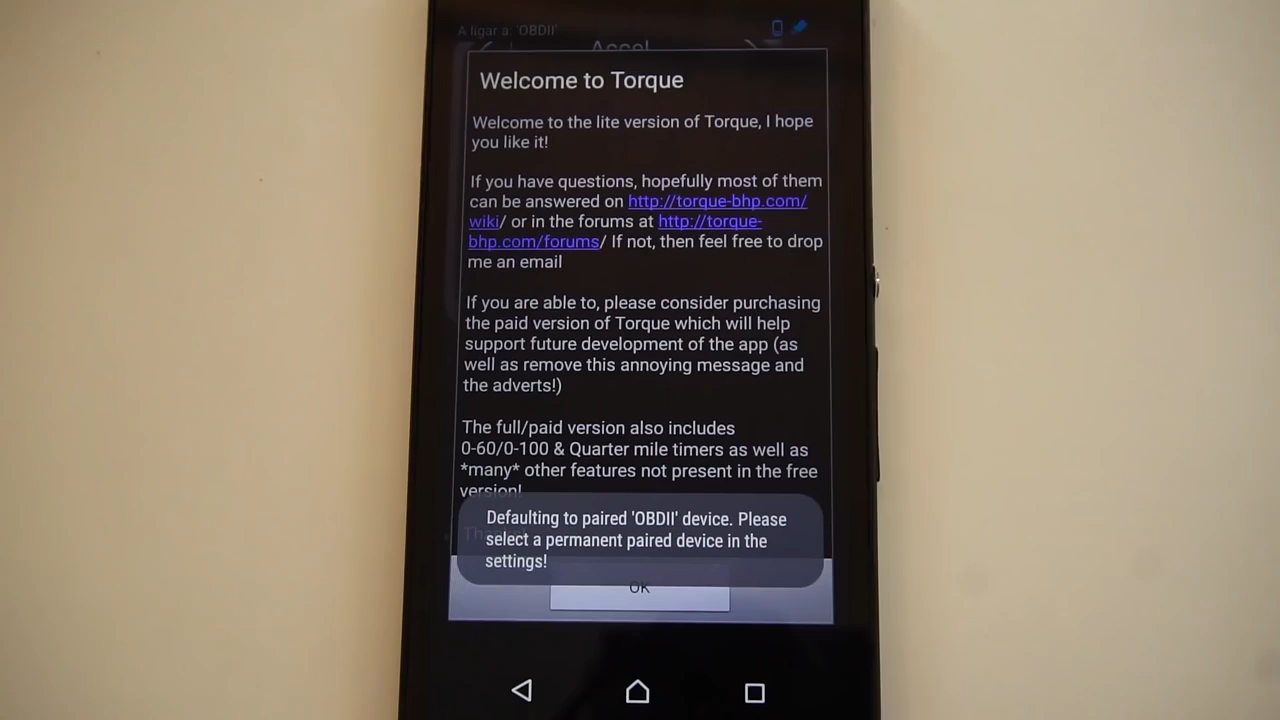 A ligar a: 'OBDII'
Accel
Welcome to Torque
Welcome to the lite version of Torque, I hope
you like it!
If you have questions, hopefully most of them
can be answered on http://torque-bhp.com/
wiki/ or in the forums at http://torque-
bhp.com/forums/ If not, then feel free to drop
me an email
If you are able to, please consider purchasing
the paid version of Torque which will help
support future development of the app (as
well as remove this annoying message and
the adverts!)
The full/paid version also includes
0-60/0-100 & Quarter mile timers as well as
*many* other features not present in the free
version!
Defaulting to paired 'OBDII' device. Please
select a permanent paired device in the
settings!
OK